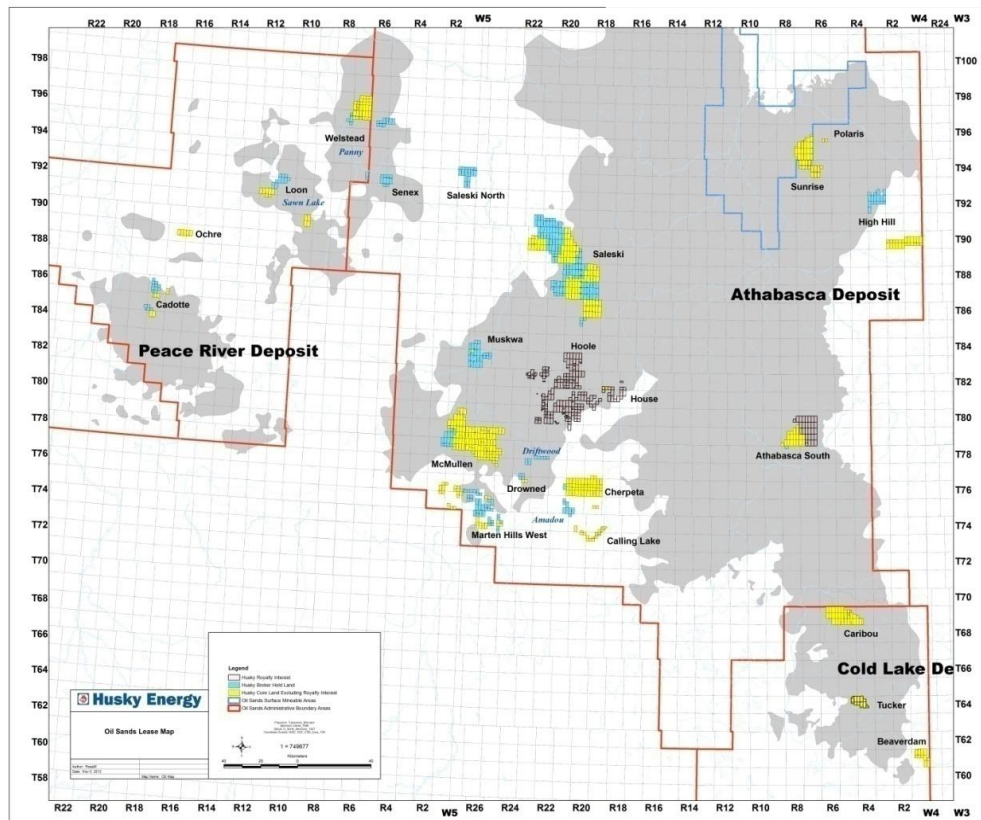 W5
W4 W3
R22 R20 R18 R16 R14 R12 R10 R8 R6 R4 R2 R22 R20 R18 R16 R14 R12 R10 R8 R6 R4 R2 R24
T98
T96
T94
T92
T90
T88
T86
T84
T82
T80
T78
T76
T74
T72
T70
T68
T66
T64
T62
T60
T58
T100
T98
T96
T94
T92
T90
T88
T86
T84
T82
T80
T78
T76
T74
T72
T70
T68
T66
T64
T62
T60
Welstead
Panny
Loon
Sawn Lake
Senex
Saleski North
Ochre
Cadotte
Peace River Deposit
Polaris
Sunrise
High Hill
Saleski
Athabasca Deposit
Muskwa
Hoole
House
McMullen
Driftwood
Drowned
Cherpeta
Amadou
Marten Hills West
Calling Lake
Athabasca South
Caribou
Cold Lake De
Tucker
Beaverdam
Legend
Husky Royalty Interest
Husky Broker Held Land
Husky Core Land Excluding Royalty Interest
Oil Sands Surface Mineable Areas
Oil Sands Administrative Boundary Areas
1 = 749677
Kilometers
Husky Energy
Oil Sands Lease Map
R22 R20 R18 R16 R14 R12 R10 R8 R6 R4 R2 R26 R24 R22 R20 R18 R16 R14 R12 R10 R8 R6 R4 R2 W4 W3
W5